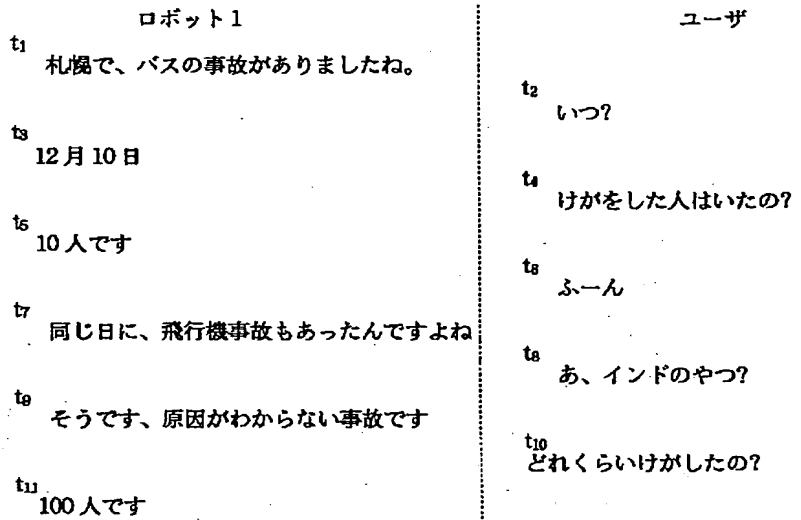 ロボット1
ユーザ
t1
札幌で、バスの事故がありましたね。
t2
いつ?
t3
12月10日
t4
けがをした人はいたの?
t5
10人です
t6
ふーん
t7
同じ日に、飛行機事故もあったんですよね
t8
あ、インドのやつ?
t9
そうです、原因がわからない事故です
t10
どれくらいけがしたの?
t11
100人です